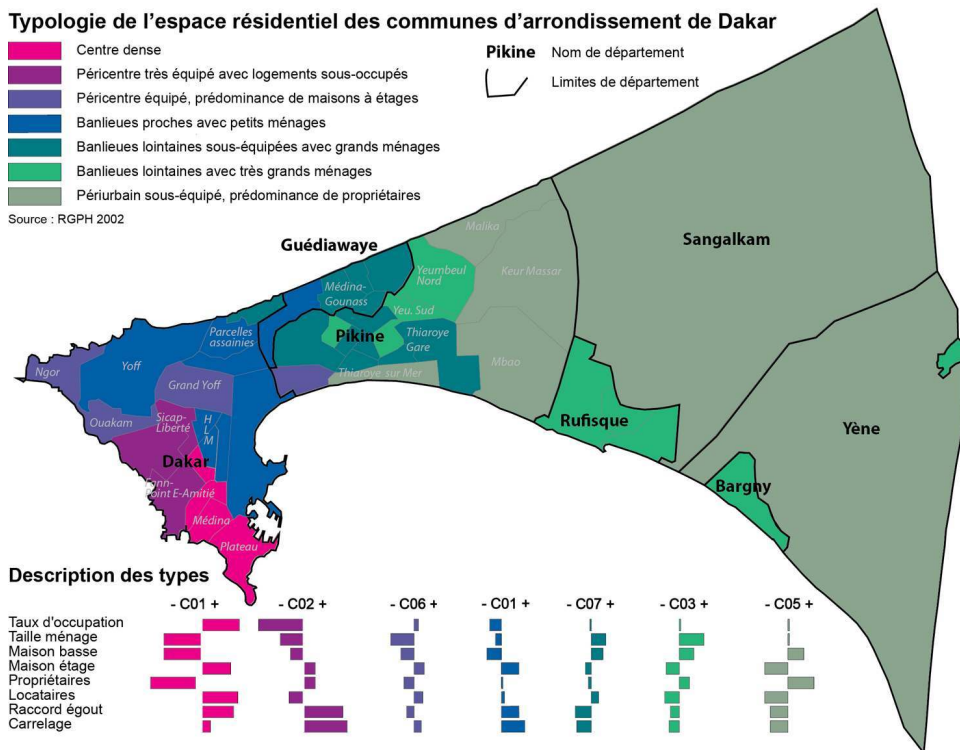 Typologie de l'espace résidentiel des communes d'arrondissement de Dakar
Centre dense
Péricentre très équipé avec logements sous-occupés
Péricentre équipé, prédominance de maisons à étages
Banlieues proches avec petits ménages
Banlieues lointaines sous-équipées avec grands ménages
Banlieues lointaines avec très grands ménages
Périurbain sous-équipé, prédominance de propriétaires
Source : RGPH 2002
Pikine Nom de département
Limites de département
Guédiawaye
Malika
Sangalkam
Keur Massar
Yeumbeul
Nord
Médina-
Gounass
Yeu. Sud
Parcelles
assainies
Pikine
Thiaroye
Gare
Yoff
Ngor
Mbao
Thiaroye sur Mer
Grand Yoff
Ouakam
Sicap-
Liberté
H
L
M
Rufisque
Yène
Dakar
Fann-
Point E-Amitié
Bargny
Médina
Plateau
Description des types
- C01 + - C02 + - C06 + - C01 + - C07 + - C03 + - C05 +
Taux d'occupation
Taille ménage
Maison basse
Maison étage
Propriétaires
Locataires
Raccord égout
Carrelage